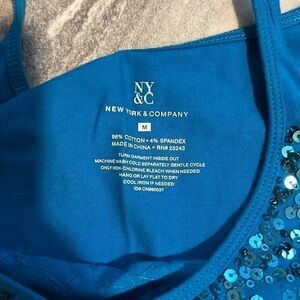 NY
&C
NEW YORK & COMPANY
M
96% COTTON • 4% SPANDEX
MADE IN CHINA • RN# 23243
TURN GARMENT INSIDE OUT
MACHINE WASH COLD SEPARATELY GENTLE CYCLE
ONLY NON-CHLORINE BLEACH WHEN NEEDED
HANG OR LAY FLAT TO DRY
COOL IRON IF NEEDED
ID# CN990037